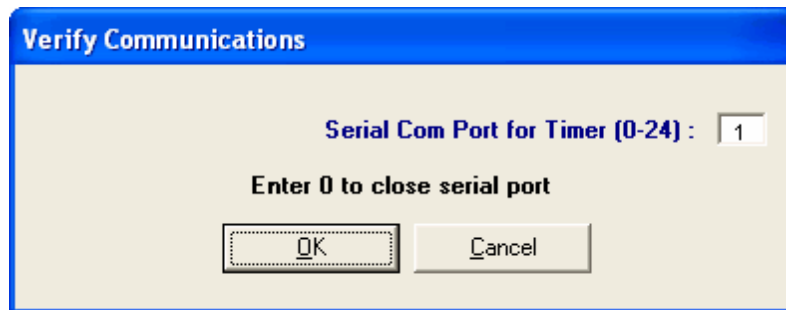 Verify Communications
Serial Com Port for Timer (0-24) : 1
Enter 0 to close serial port
OK Cancel